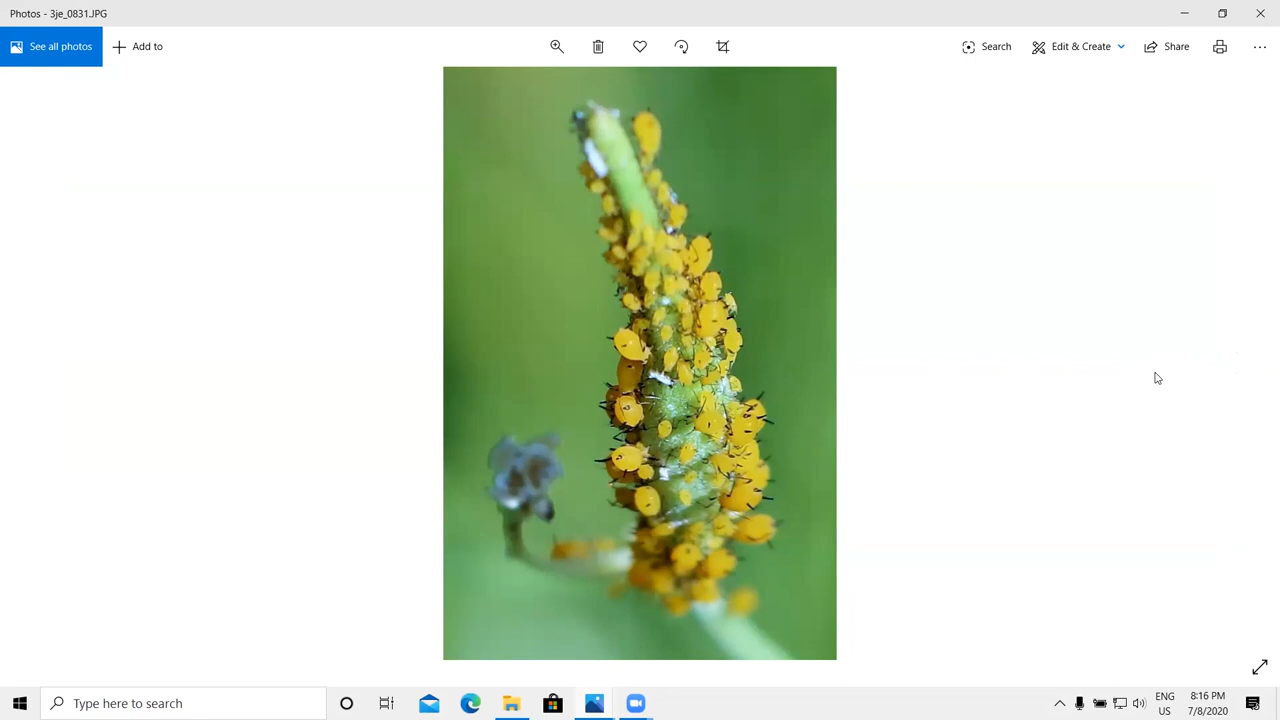 Photos - 3je_0831.JPG
See all photos
Add to
Search
Edit & Create
Share
Type here to search
ENG
US
8:16 PM
7/8/2020